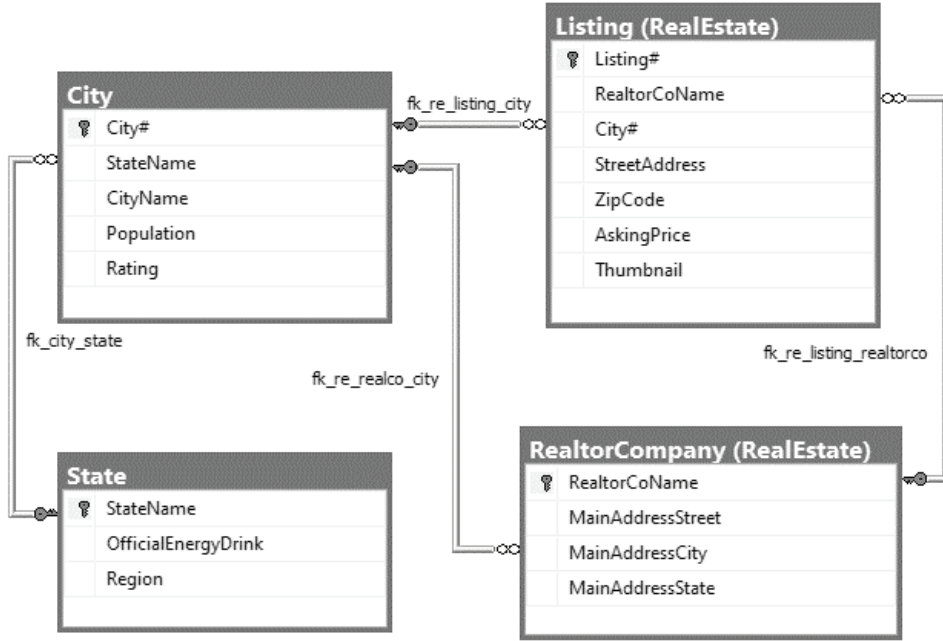 Listing (RealEstate)
Listing#
RealtorCoName
City#
StreetAddress
ZipCode
AskingPrice
Thumbnail
City
City#
StateName
CityName
Population
Rating
fk_re_listing_city
fk_city_state
fk_re_realco_city
fk_re_listing_realtorco
State
StateName
OfficialEnergyDrink
Region
RealtorCompany (RealEstate)
RealtorCoName
MainAddressStreet
MainAddressCity
MainAddressState